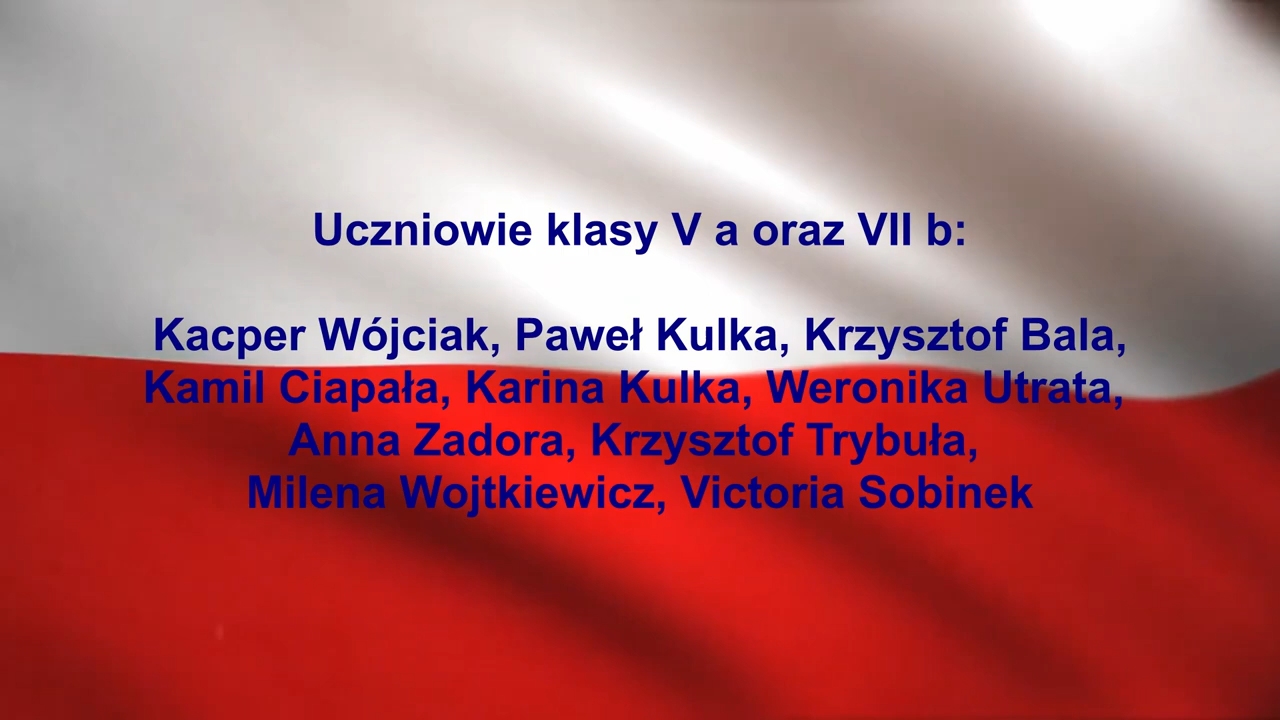 Uczniowie klasy V a oraz VII b:
Kacper Wójciak, Paweł Kulka, Krzysztof Bala,
Kamil Ciapała, Karina Kulka, Weronika Utrata,
Anna Zadora, Krzysztof Trybuła,
Milena Wojtkiewicz, Victoria Sobinek